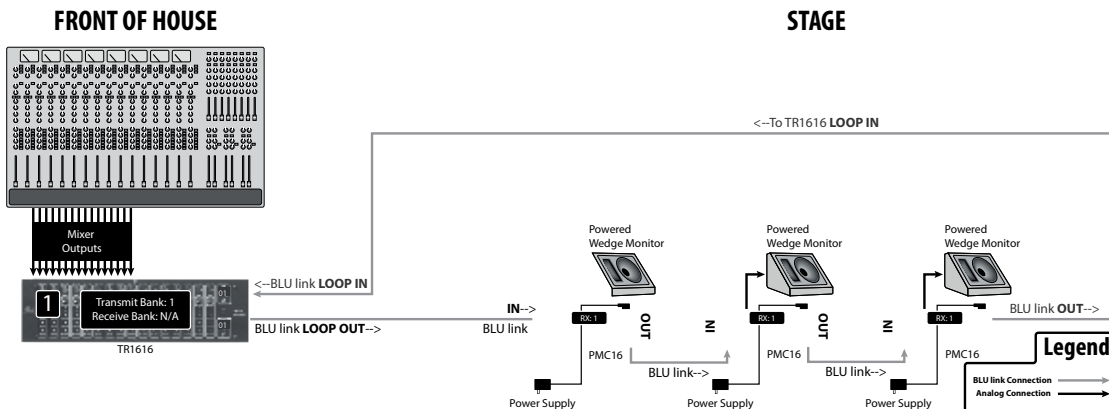 FRONT OF HOUSE
STAGE
<--To TR1616 LOOP IN
Mixer
Outputs
Powered
Wedge Monitor
Powered
Wedge Monitor
Powered
Wedge Monitor
<--BLU link LOOP IN
1
Transmit Bank: 1
Receive Bank: N/A
01
01
BLU link LOOP OUT-->
TR1616
IN-->
BLU link
RX: 1
OUT
IN
RX: 1
OUT
IN
RX: 1
BLU link OUT-->
PMC16
BLU link-->
PMC16
BLU link-->
PMC16
Power Supply
Power Supply
Power Supply
Legend
BLU link Connection
Analog Connection